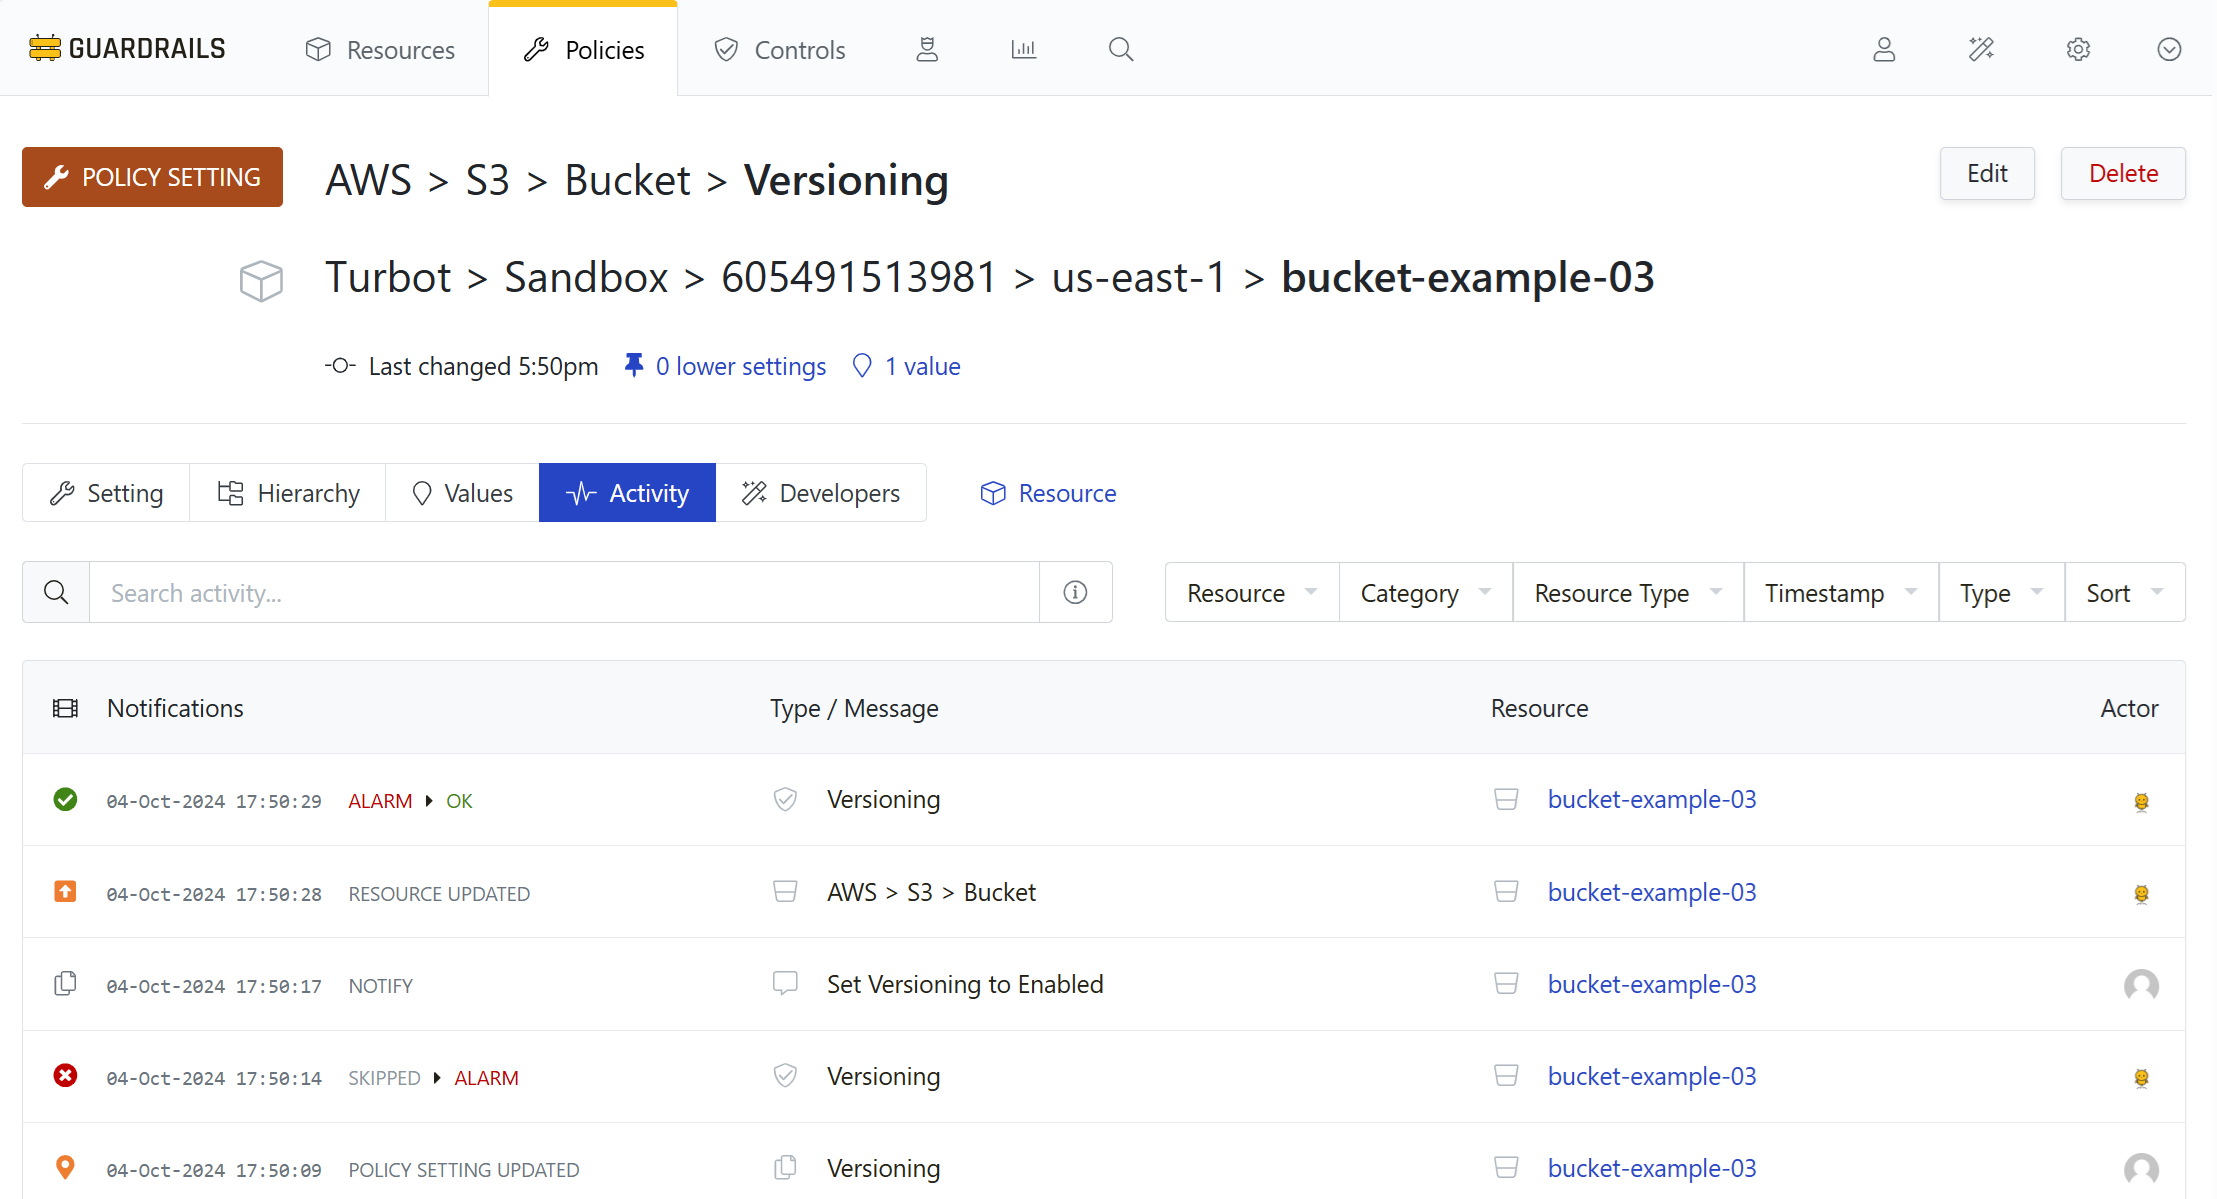 GUARDRAILS Resources Policies Controls
POLICY SETTING AWS > S3 > Bucket > Versioning Edit Delete
Turbot > Sandbox > 605491513981 > us-east-1 > bucket-example-03
Last changed 5:50pm 0 lower settings 1 value
Setting Hierarchy Values Activity Developers Resource
Search activity... Resource Category Resource Type Timestamp Type Sort
Notifications Type / Message Resource Actor
04-Oct-2024 17:50:29 ALARM OK Versioning bucket-example-03
04-Oct-2024 17:50:28 RESOURCE UPDATED AWS > S3 > Bucket bucket-example-03
04-Oct-2024 17:50:17 NOTIFY Set Versioning to Enabled bucket-example-03
04-Oct-2024 17:50:14 SKIPPED ALARM Versioning bucket-example-03
04-Oct-2024 17:50:09 POLICY SETTING UPDATED Versioning bucket-example-03